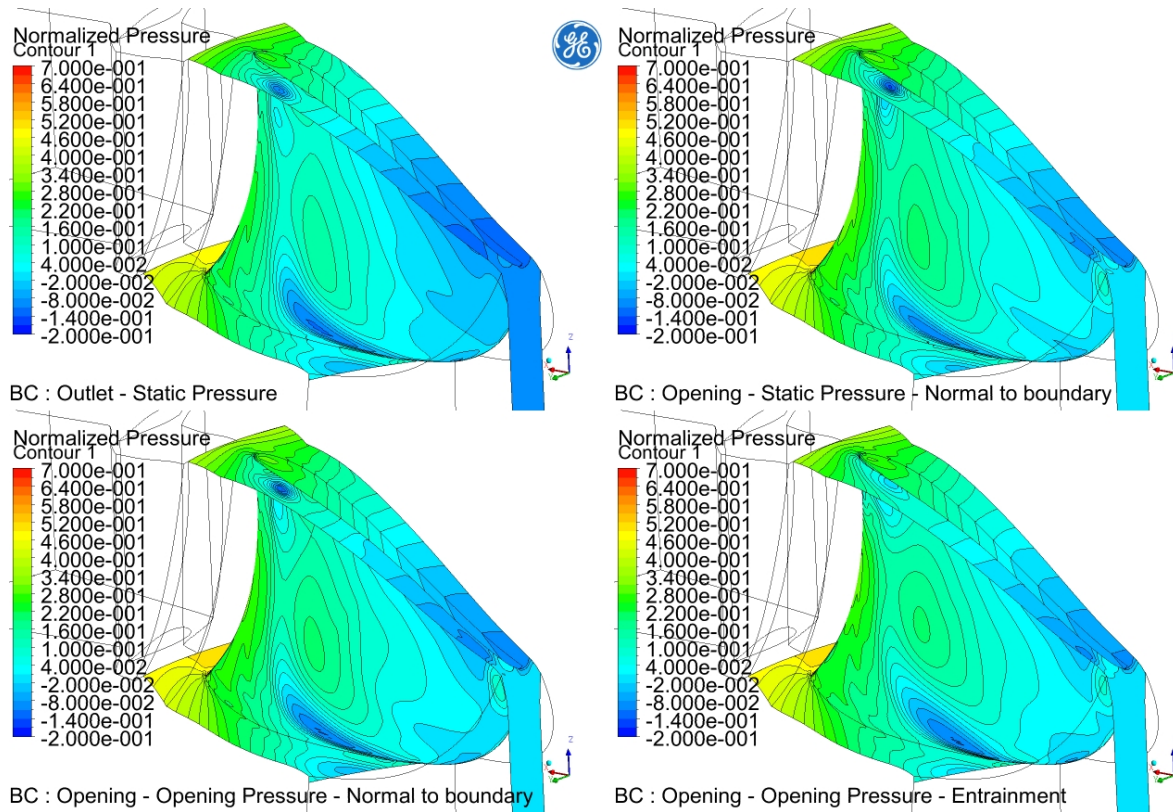 Normalized Pressure
Contour 1
7.000e-001
6.400e-001
5.800e-001
5.200e-001
4.600e-001
4.000e-001
3.400e-001
2.800e-001
2.200e-001
1.600e-001
1.000e-001
4.000e-002
-2.000e-002
-8.000e-002
-1.400e-001
-2.000e-001
Z
BC : Outlet - Static Pressure
GE
Normalized Pressure
Contour 1
7.000e-001
6.400e-001
5.800e-001
5.200e-001
4.600e-001
4.000e-001
3.400e-001
2.800e-001
2.200e-001
1.600e-001
1.000e-001
4.000e-002
-2.000e-002
-8.000e-002
-1.400e-001
-2.000e-001
Z
BC : Opening - Static Pressure - Normal to boundary
Normalized Pressure
Contour 1
7.000e-001
6.400e-001
5.800e-001
5.200e-001
4.600e-001
4.000e-001
3.400e-001
2.800e-001
2.200e-001
1.600e-001
1.000e-001
4.000e-002
-2.000e-002
-8.000e-002
-1.400e-001
-2.000e-001
Z
BC : Opening - Opening Pressure - Normal to boundary
Normalized Pressure
Contour 1
7.000e-001
6.400e-001
5.800e-001
5.200e-001
4.600e-001
4.000e-001
3.400e-001
2.800e-001
2.200e-001
1.600e-001
1.000e-001
4.000e-002
-2.000e-002
-8.000e-002
-1.400e-001
-2.000e-001
Z
BC : Opening - Opening Pressure - Entrainment